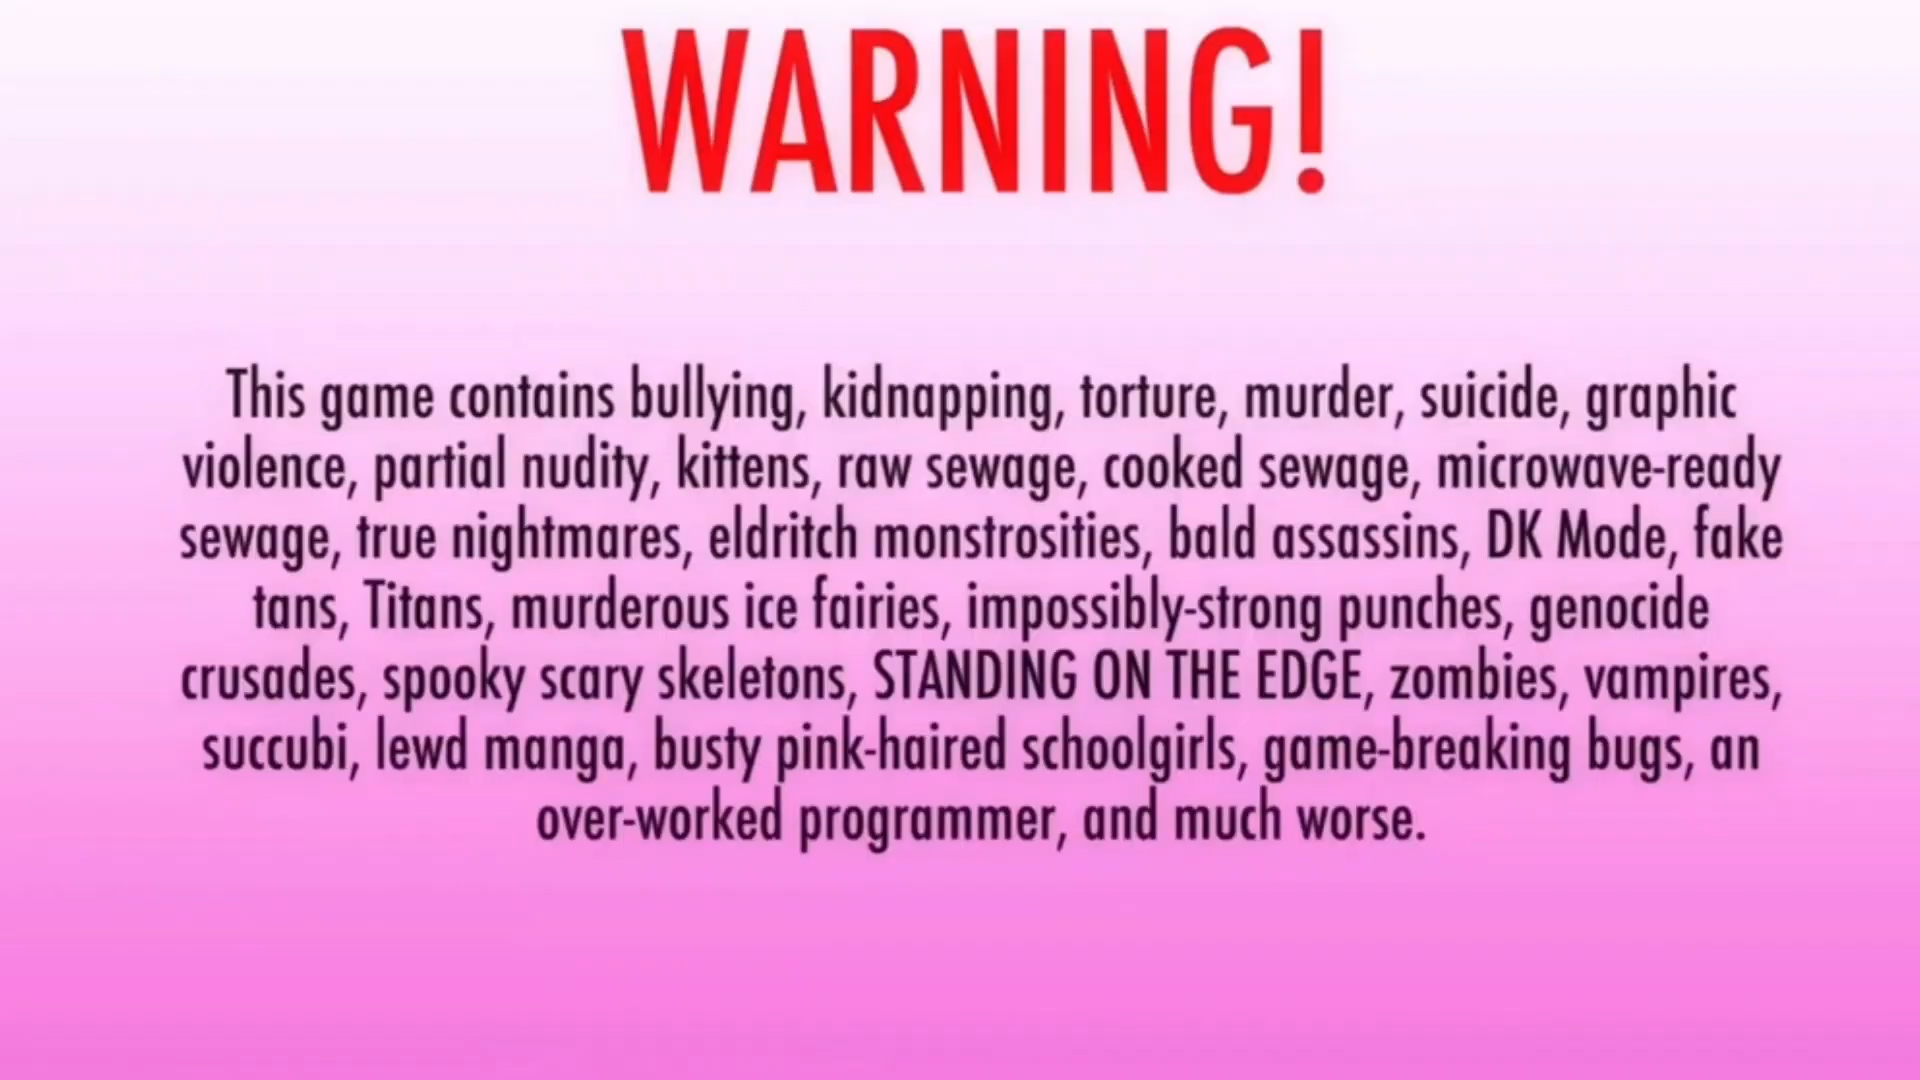 WARNING!
This game contains bullying, kidnapping, torture, murder, suicide, graphic
violence, partial nudity, kittens, raw sewage, cooked sewage, microwave-ready
sewage, true nightmares, eldritch monstrosities, bald assassins, DK Mode, fake
tans, Titans, murderous ice fairies, impossibly-strong punches, genocide
crusades, spooky scary skeletons, STANDING ON THE EDGE, zombies, vampires,
succubi, lewd manga, busty pink-haired schoolgirls, game-breaking bugs, an
over-worked programmer, and much worse.